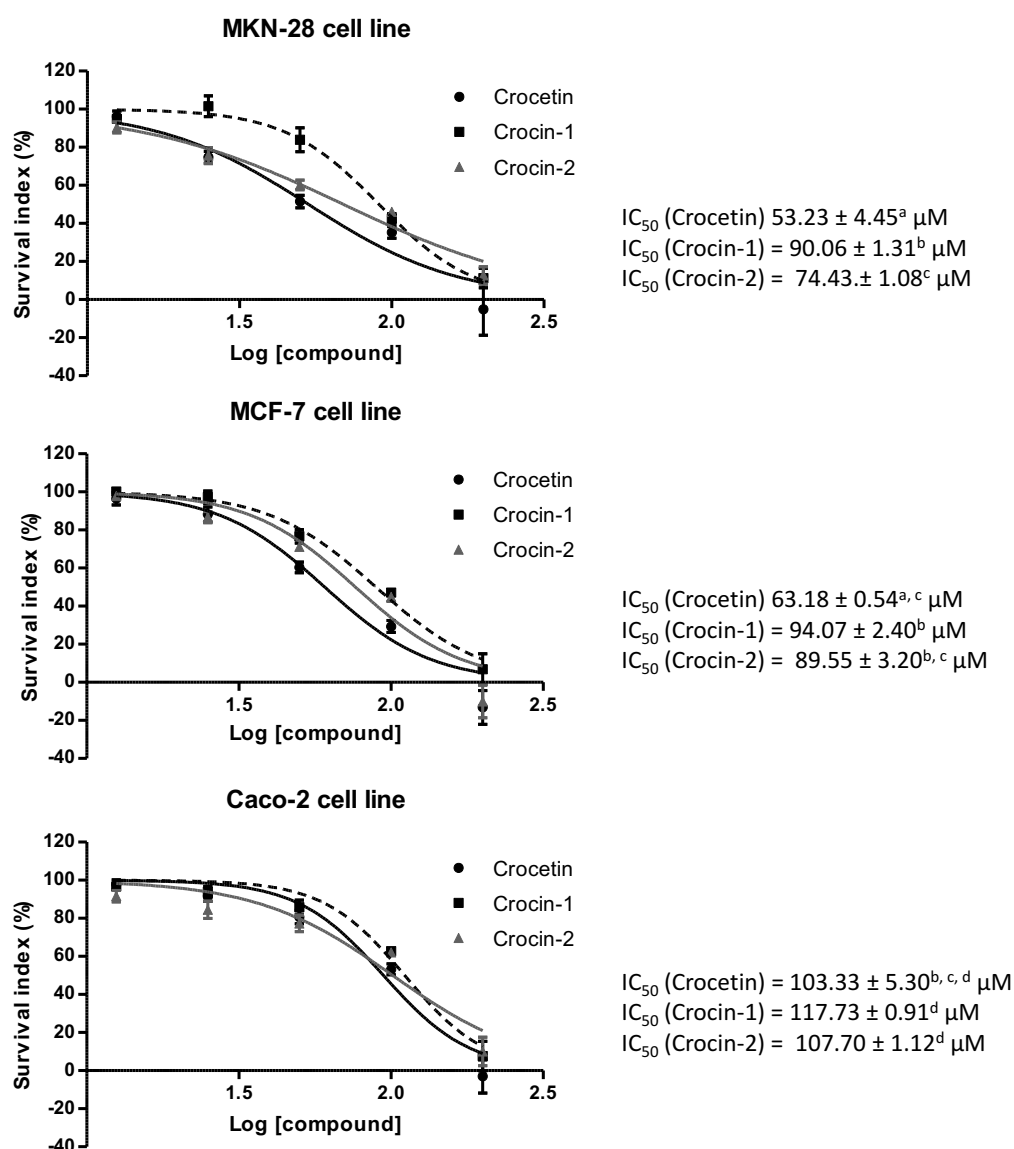 MKN-28 cell line
120
100
80
60
40
20
0
-20
-40
Survival index (%)
1.5
2.0
2.5
Log [compound]
Crocetin
Crocin-1
Crocin-2
IC50 (Crocetin) 53.23 ± 4.45a µM
IC50 (Crocin-1) = 90.06 ± 1.31b µM
IC50 (Crocin-2) = 74.43.± 1.08c µM
MCF-7 cell line
120
100
80
60
40
20
0
-20
-40
Survival index (%)
1.5
2.0
2.5
Log [compound]
Crocetin
Crocin-1
Crocin-2
IC50 (Crocetin) 63.18 ± 0.54a, c µM
IC50 (Crocin-1) = 94.07 ± 2.40b µM
IC50 (Crocin-2) = 89.55 ± 3.20b, c µM
Caco-2 cell line
120
100
80
60
40
20
0
-20
-40
Survival index (%)
1.5
2.0
2.5
Log [compound]
Crocetin
Crocin-1
Crocin-2
IC50 (Crocetin) = 103.33 ± 5.30b, c, d µM
IC50 (Crocin-1) = 117.73 ± 0.91d µM
IC50 (Crocin-2) = 107.70 ± 1.12d µM